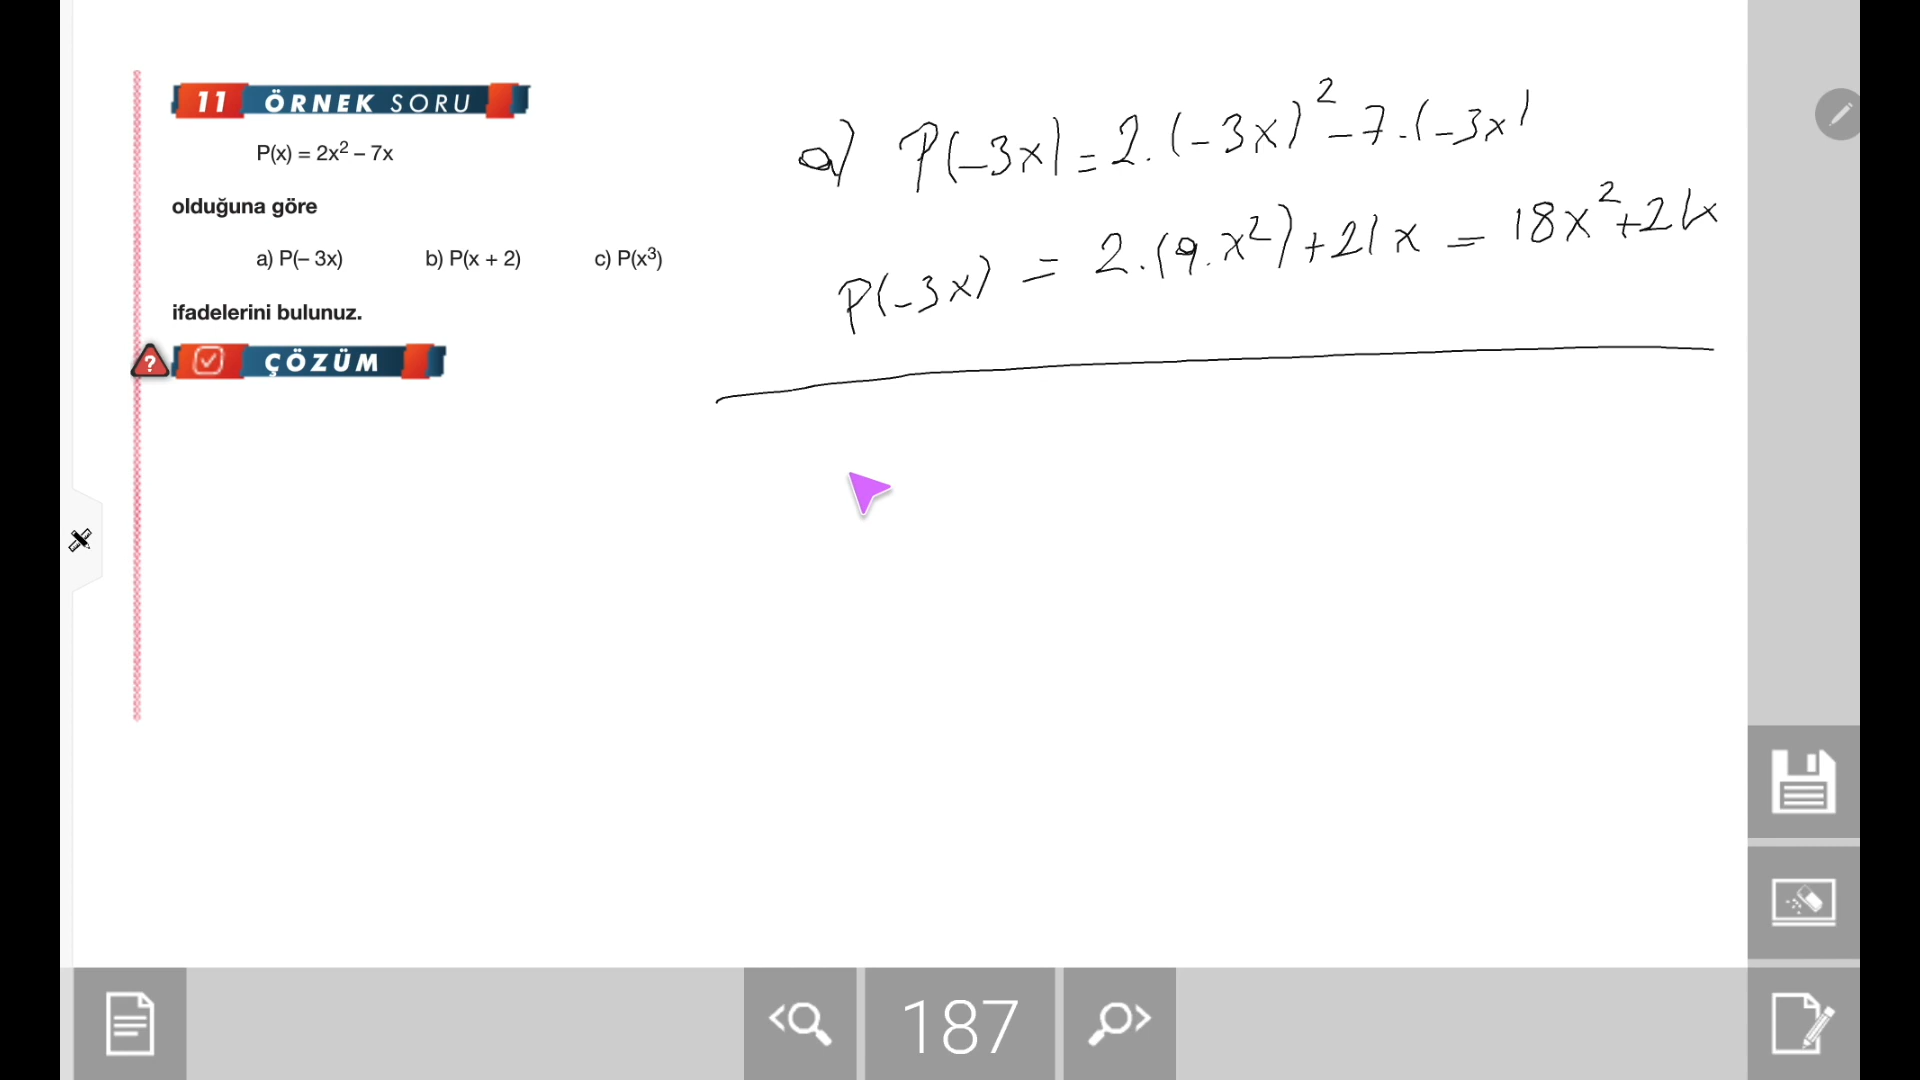 11 ÖRNEK SORU
P(x) = 2x² – 7x
olduğuna göre
a) P(– 3x) b) P(x + 2) c) P(x³)
ifadelerini bulunuz.
? ÇÖZÜM
a) P(-3x) = 2.(-3x)² - 7.(-3x)
P(-3x) = 2.(9.x²) + 21x = 18x² + 21x
187